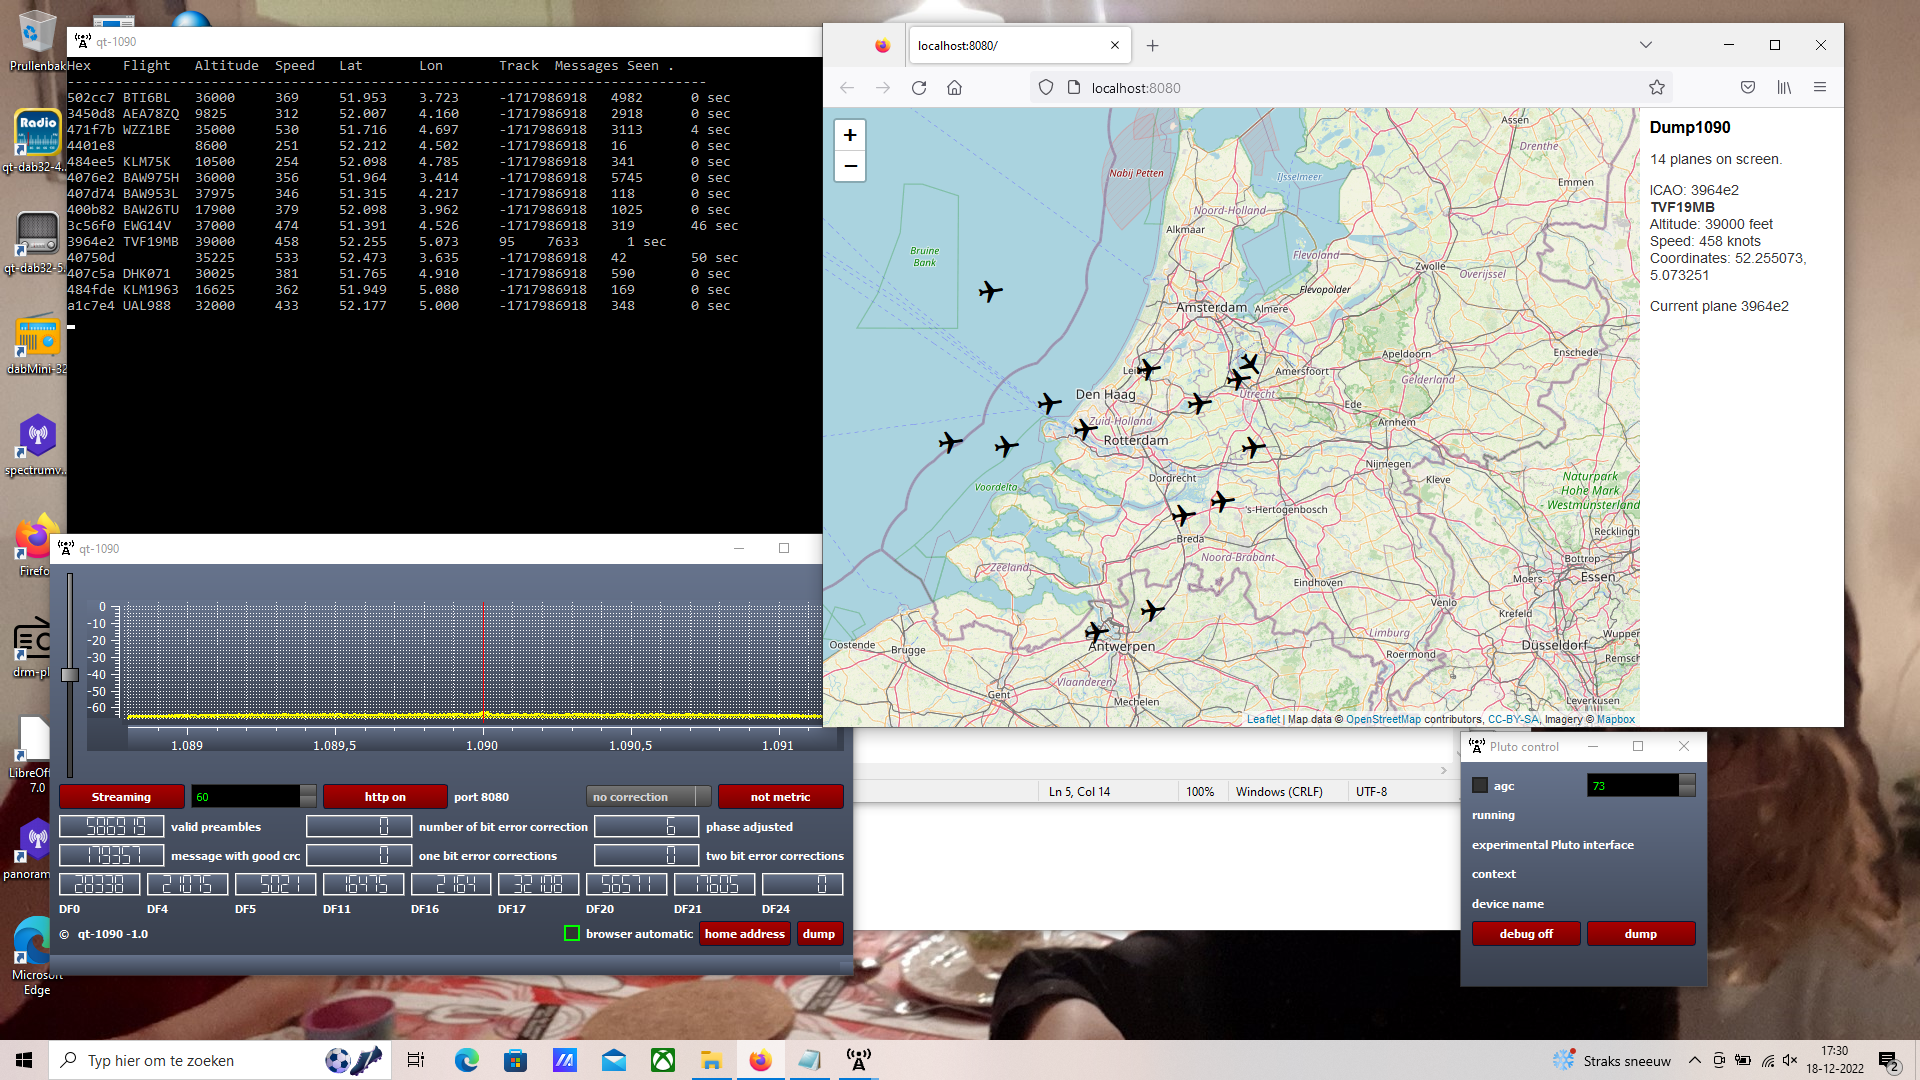 Prullenbak
qt-dab32-4...
qt-dab32-5.
dabMini-32
spectrumv...
Firefo
drm-pl
LibreOff
7.0
panoram
Microsoft
Edge
Radio
qt-1090
Hex Flight Altitude Speed Lat Lon Track Messages Seen .
--------------------------------------------------------------------------------
502cc7 BTI6BL 36000 369 51.953 3.723 -1717986918 4982 0 sec
3450d8 AEA78ZQ 9825 312 52.007 4.160 -1717986918 2918 0 sec
471f7b WZZ1BE 35000 530 51.716 4.697 -1717986918 3113 4 sec
4401e8 8600 251 52.212 4.502 -1717986918 16 0 sec
484ee5 KLM75K 10500 254 52.098 4.785 -1717986918 341 0 sec
4076e2 BAW975H 36000 356 51.964 3.414 -1717986918 5745 0 sec
407d74 BAW953L 37975 346 51.315 4.217 -1717986918 118 0 sec
400b82 BAW26TU 17900 379 52.098 3.962 -1717986918 1025 0 sec
3c56f0 EWG14V 37000 474 51.391 4.526 -1717986918 319 46 sec
3964e2 TVF19MB 39000 458 52.255 5.073 95 7633 1 sec
40750d 35225 533 52.473 3.635 -1717986918 42 50 sec
407c5a DHK071 30025 381 51.765 4.910 -1717986918 590 0 sec
484fde KLM1963 16625 362 51.949 5.080 -1717986918 169 0 sec
a1c7e4 UAL988 32000 433 52.177 5.000 -1717986918 348 0 sec
localhost:8080/
localhost:8080
+
−
Nabij Petten
Assen
Drenthe
Emmen
IJsselmeer
Noord-Holland
Alkmaar
Bruine
Bank
Flevoland
Zwolle
Overijssel
Flevopolder
Amsterdam
Almere
Apeldoorn
Enschede
Amersfoort
Gelderland
Den Haag
Utrecht
Ede
Zuid-Holland
Arnhem
Rotterdam
Nijmegen
Voordelta
Dordrecht
Kleve
Naturpark
Hohe Mark
- Westmünsterland
's-Hertogenbosch
Breda
Recklingh
Noord-Brabant
Bottrop
Zeeland
Eindhoven
Moers
Essen
Venlo
Krefeld
Limburg
Wupper
Oostende
Brugge
Antwerpen
Roermond
Düsseldorf
Remsch
Vlaanderen
Gent
Mechelen
Leverkusen
Leaflet | Map data © OpenStreetMap contributors, CC-BY-SA, Imagery © Mapbox
Dump1090
14 planes on screen.
ICAO: 3964e2
TVF19MB
Altitude: 39000 feet
Speed: 458 knots
Coordinates: 52.255073,
5.073251
Current plane 3964e2
qt-1090
0
-10
-20
-30
-40
-50
-60
1.089 1.089,5 1.090 1.090,5 1.091
Streaming 60 http on port 8080 no correction not metric
586919 valid preambles 0 number of bit error correction 6 phase adjusted
179357 message with good crc 0 one bit error corrections 0 two bit error corrections
28338 21075 5021 16475 2164 32108 56571 17605 0
DF0 DF4 DF5 DF11 DF16 DF17 DF20 DF21 DF24
© qt-1090 -1.0 browser automatic home address dump
Ln 5, Col 14 100% Windows (CRLF) UTF-8
Pluto control
agc 73
running
experimental Pluto interface
context
device name
debug off dump
Typ hier om te zoeken
Straks sneeuw
17:30
18-12-2022
2